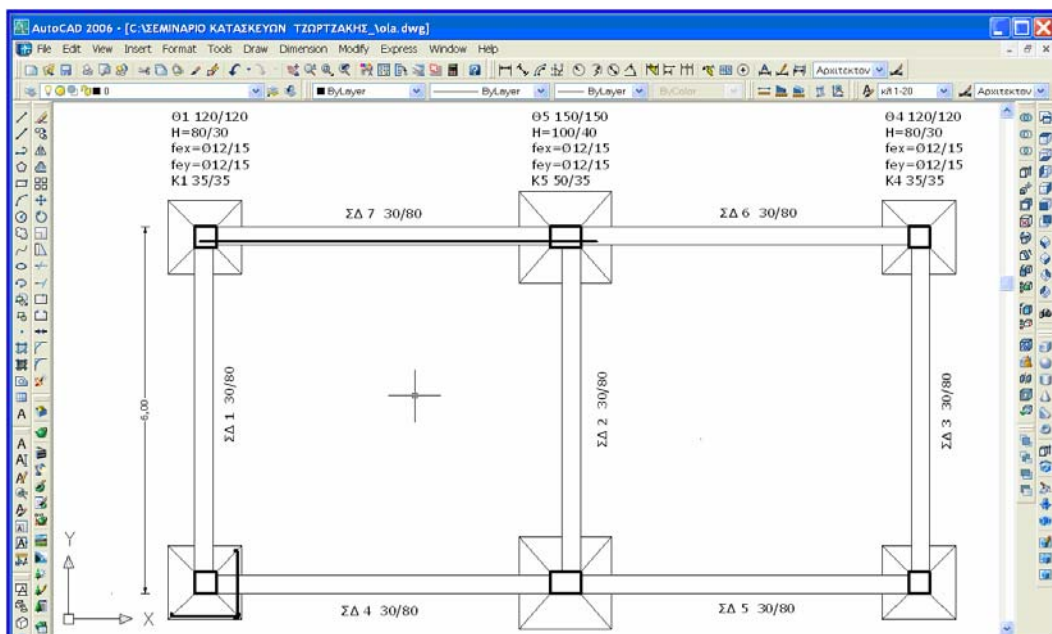 AutoCAD 2006 - [C:\ΣΕΜΙΝΑΡΙΟ ΚΑΤΑΣΚΕΥΩΝ ΤΖΩΡΤΖΑΚΗΣ_\ola.dwg]
File Edit View Insert Format Tools Draw Dimension Modify Express Window Help
Αρχιτεκτον
0 ByLayer ByLayer ByLayer ByColor κλ 1-20 Αρχιτεκτον
Θ1 120/120
H=80/30
fex=Ø12/15
fey=Ø12/15
K1 35/35
Θ5 150/150
H=100/40
fex=Ø12/15
fey=Ø12/15
K5 50/35
Θ4 120/120
H=80/30
fex=Ø12/15
fey=Ø12/15
K4 35/35
ΣΔ 7 30/80
ΣΔ 6 30/80
6,00
ΣΔ 1 30/80
ΣΔ 2 30/80
ΣΔ 3 30/80
Y
X
ΣΔ 4 30/80
ΣΔ 5 30/80